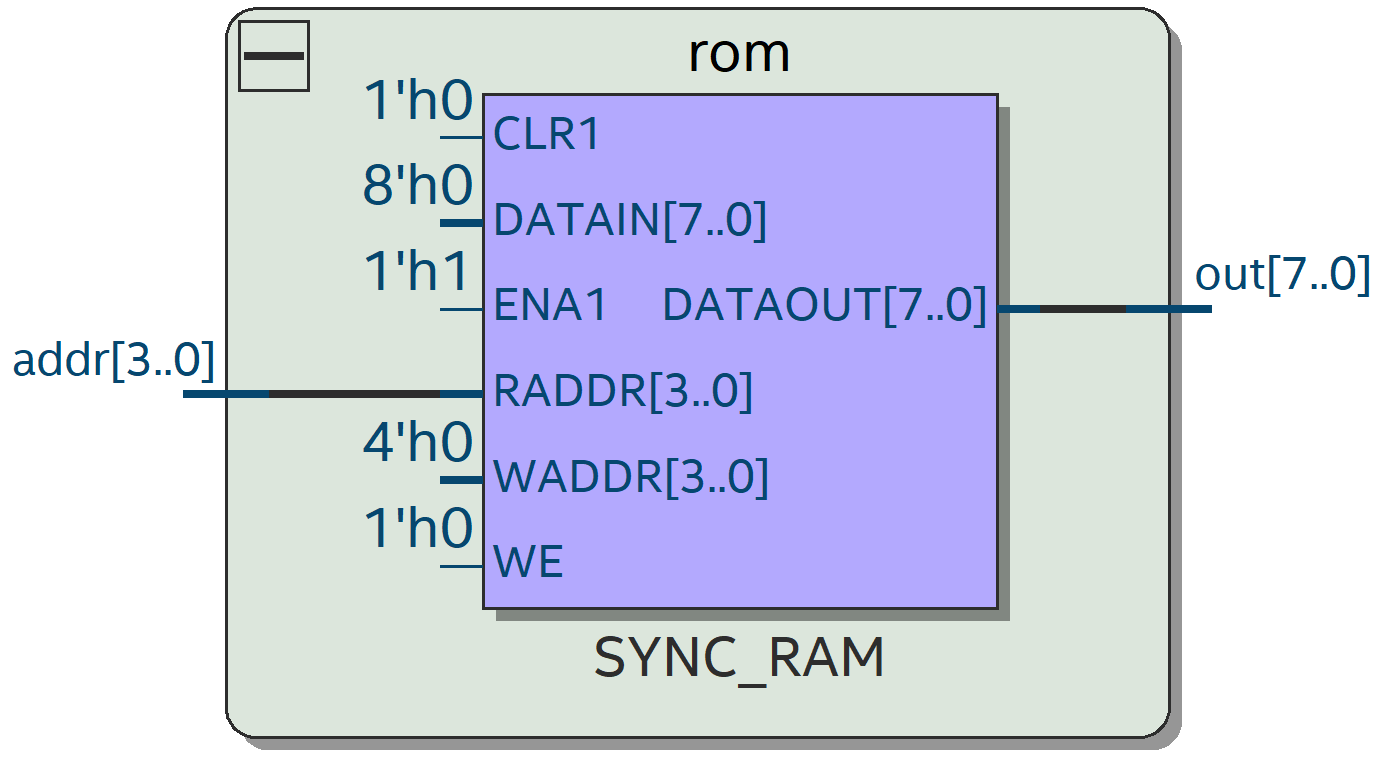 rom
1'h0
CLR1
8'h0
DATAIN[7..0]
1'h1
ENA1
DATAOUT[7..0]
out[7..0]
addr[3..0]
RADDR[3..0]
4'h0
WADDR[3..0]
1'h0
WE
SYNC_RAM